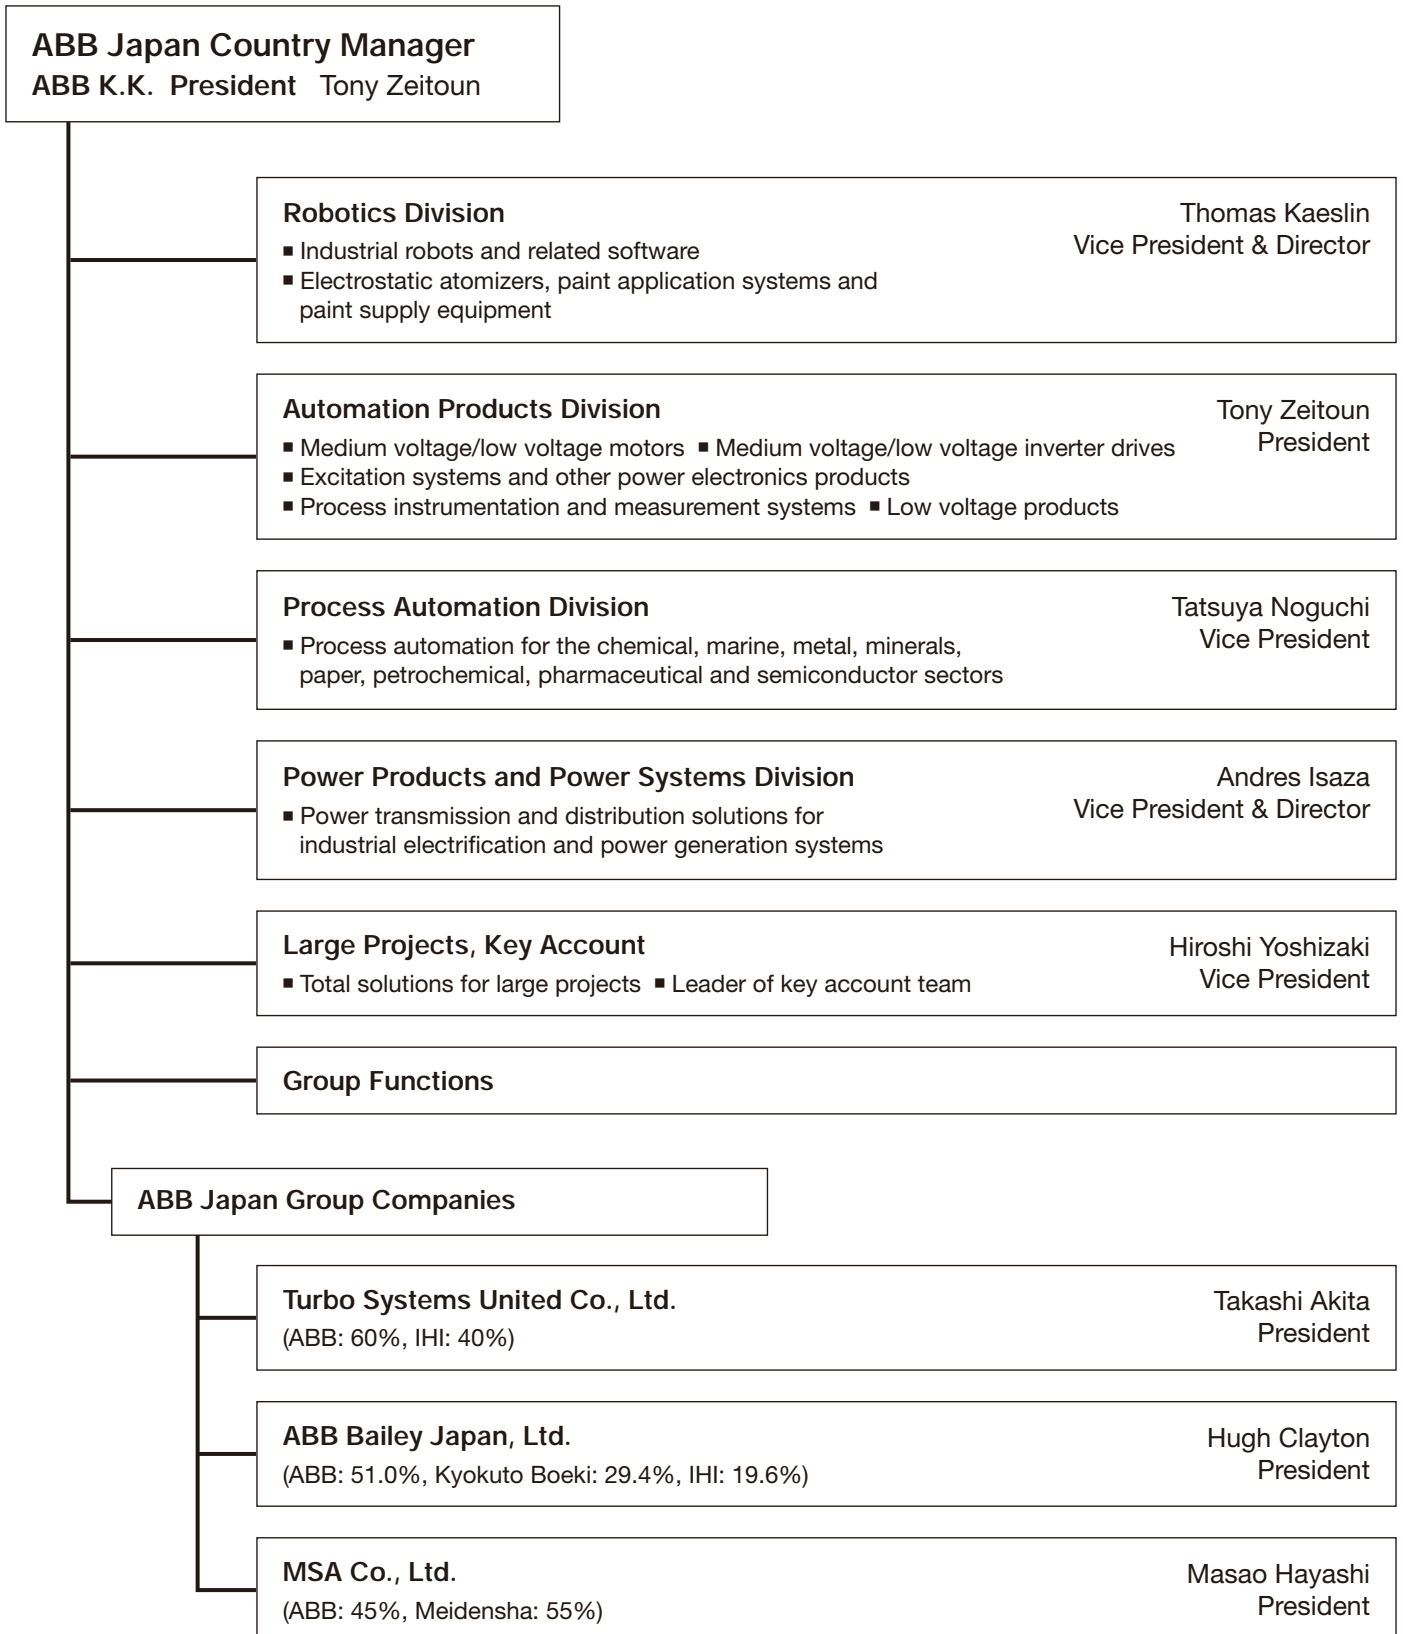 ABB Japan Country Manager
ABB K.K. President Tony Zeitoun
Robotics Division
Thomas Kaeslin
Vice President & Director
■ Industrial robots and related software
■ Electrostatic atomizers, paint application systems and
paint supply equipment
Automation Products Division
Tony Zeitoun
President
■ Medium voltage/low voltage motors ■ Medium voltage/low voltage inverter drives
■ Excitation systems and other power electronics products
■ Process instrumentation and measurement systems ■ Low voltage products
Process Automation Division
Tatsuya Noguchi
Vice President
■ Process automation for the chemical, marine, metal, minerals,
paper, petrochemical, pharmaceutical and semiconductor sectors
Power Products and Power Systems Division
Andres Isaza
Vice President & Director
■ Power transmission and distribution solutions for
industrial electrification and power generation systems
Large Projects, Key Account
Hiroshi Yoshizaki
Vice President
■ Total solutions for large projects ■ Leader of key account team
Group Functions
ABB Japan Group Companies
Turbo Systems United Co., Ltd.
Takashi Akita
President
(ABB: 60%, IHI: 40%)
ABB Bailey Japan, Ltd.
Hugh Clayton
President
(ABB: 51.0%, Kyokuto Boeki: 29.4%, IHI: 19.6%)
MSA Co., Ltd.
Masao Hayashi
President
(ABB: 45%, Meidensha: 55%)